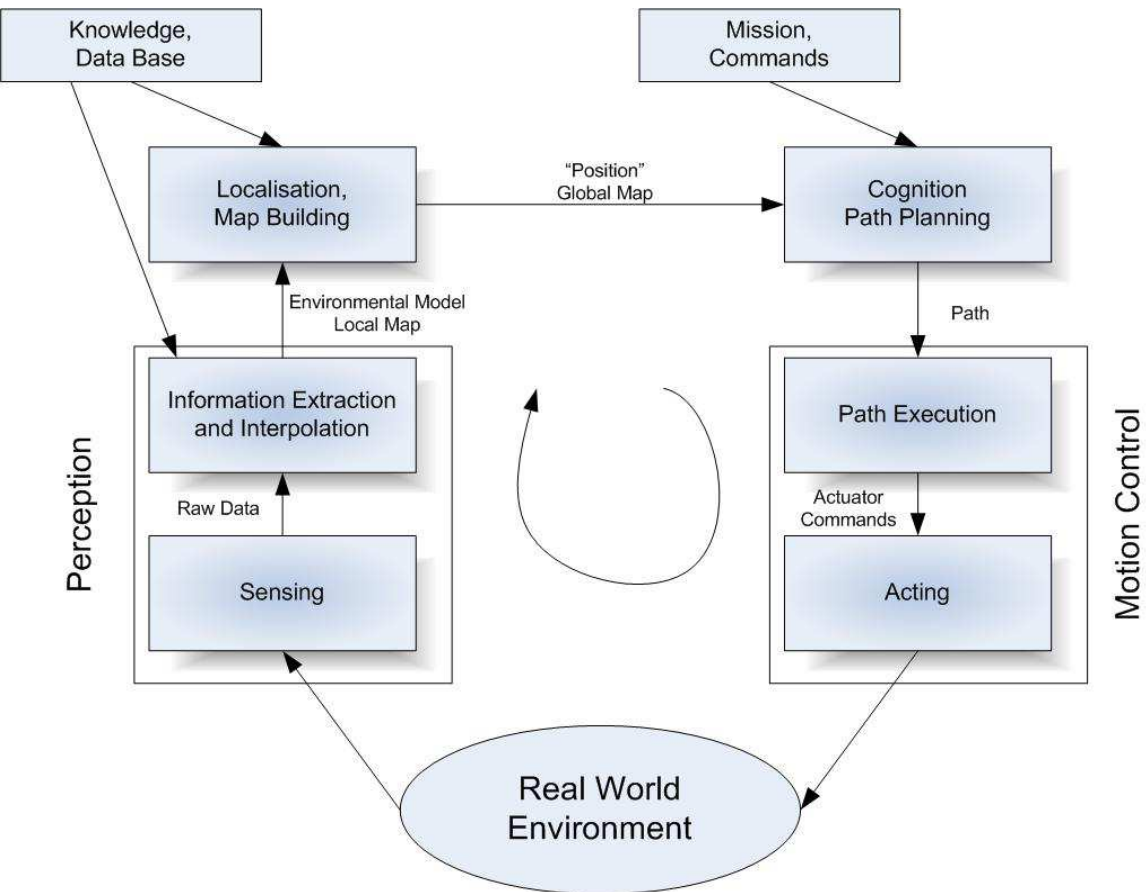 Knowledge,
Data Base
Mission,
Commands
Localisation,
Map Building
“Position”
Global Map
Cognition
Path Planning
Environmental Model
Local Map
Path
Perception
Information Extraction
and Interpolation
Path Execution
Motion Control
Raw Data
Actuator
Commands
Sensing
Acting
Real World
Environment